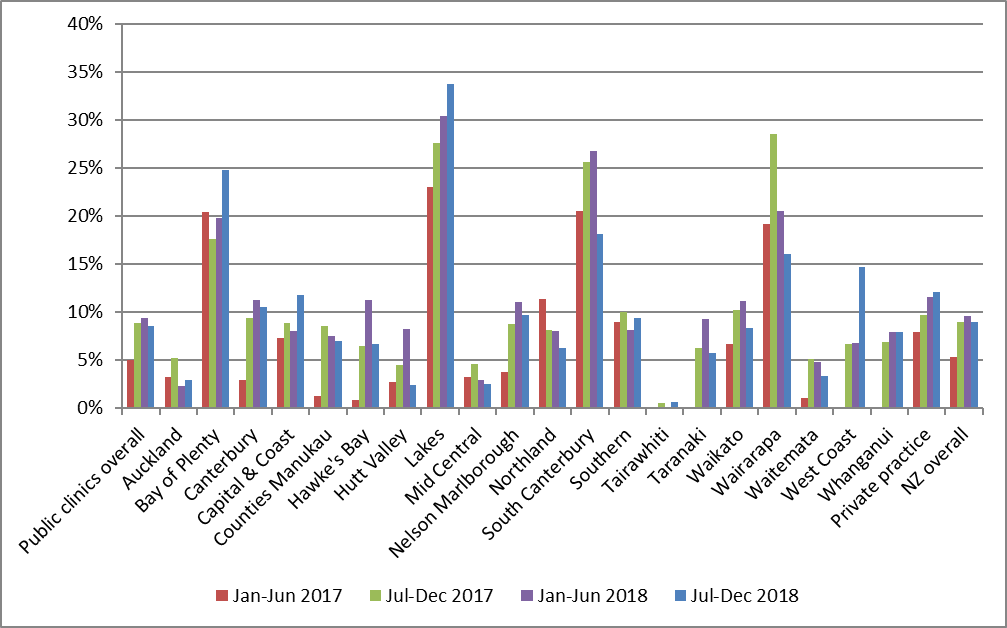 40%
35%
30%
25%
20%
15%
10%
5%
0%
Public clinics overall
Auckland
Bay of Plenty
Canterbury
Capital & Coast
Counties Manukau
Hawke's Bay
Hutt Valley
Lakes
Mid Central
Nelson Marlborough
Northland
South Canterbury
Southern
Tairawhiti
Taranaki
Waikato
Wairarapa
Waitemata
West Coast
Whanganui
Private practice
NZ overall
Jan-Jun 2017 Jul-Dec 2017 Jan-Jun 2018 Jul-Dec 2018